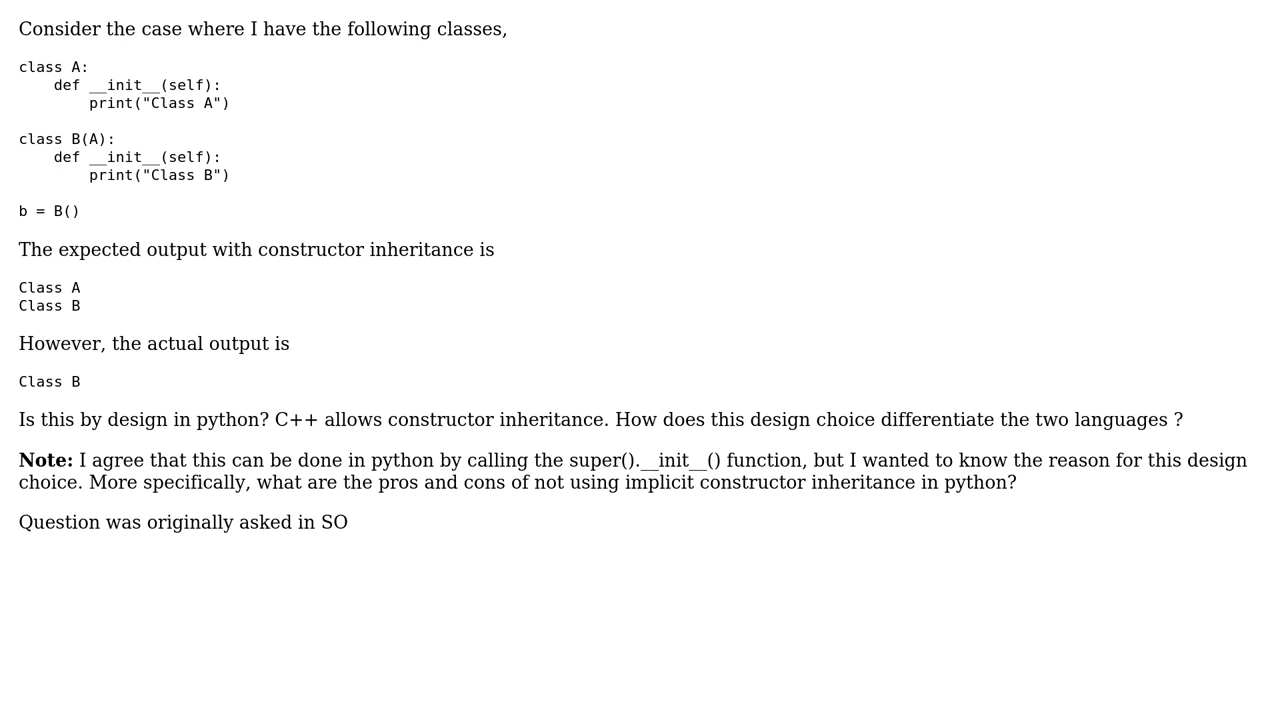 Consider the case where I have the following classes,
class A:
    def __init__(self):
        print("Class A")
class B(A):
    def __init__(self):
        print("Class B")
b = B()
The expected output with constructor inheritance is
Class A
Class B
However, the actual output is
Class B
Is this by design in python? C++ allows constructor inheritance. How does this design choice differentiate the two languages ?
Note: I agree that this can be done in python by calling the super().__init__() function, but I wanted to know the reason for this design
choice. More specifically, what are the pros and cons of not using implicit constructor inheritance in python?
Question was originally asked in SO